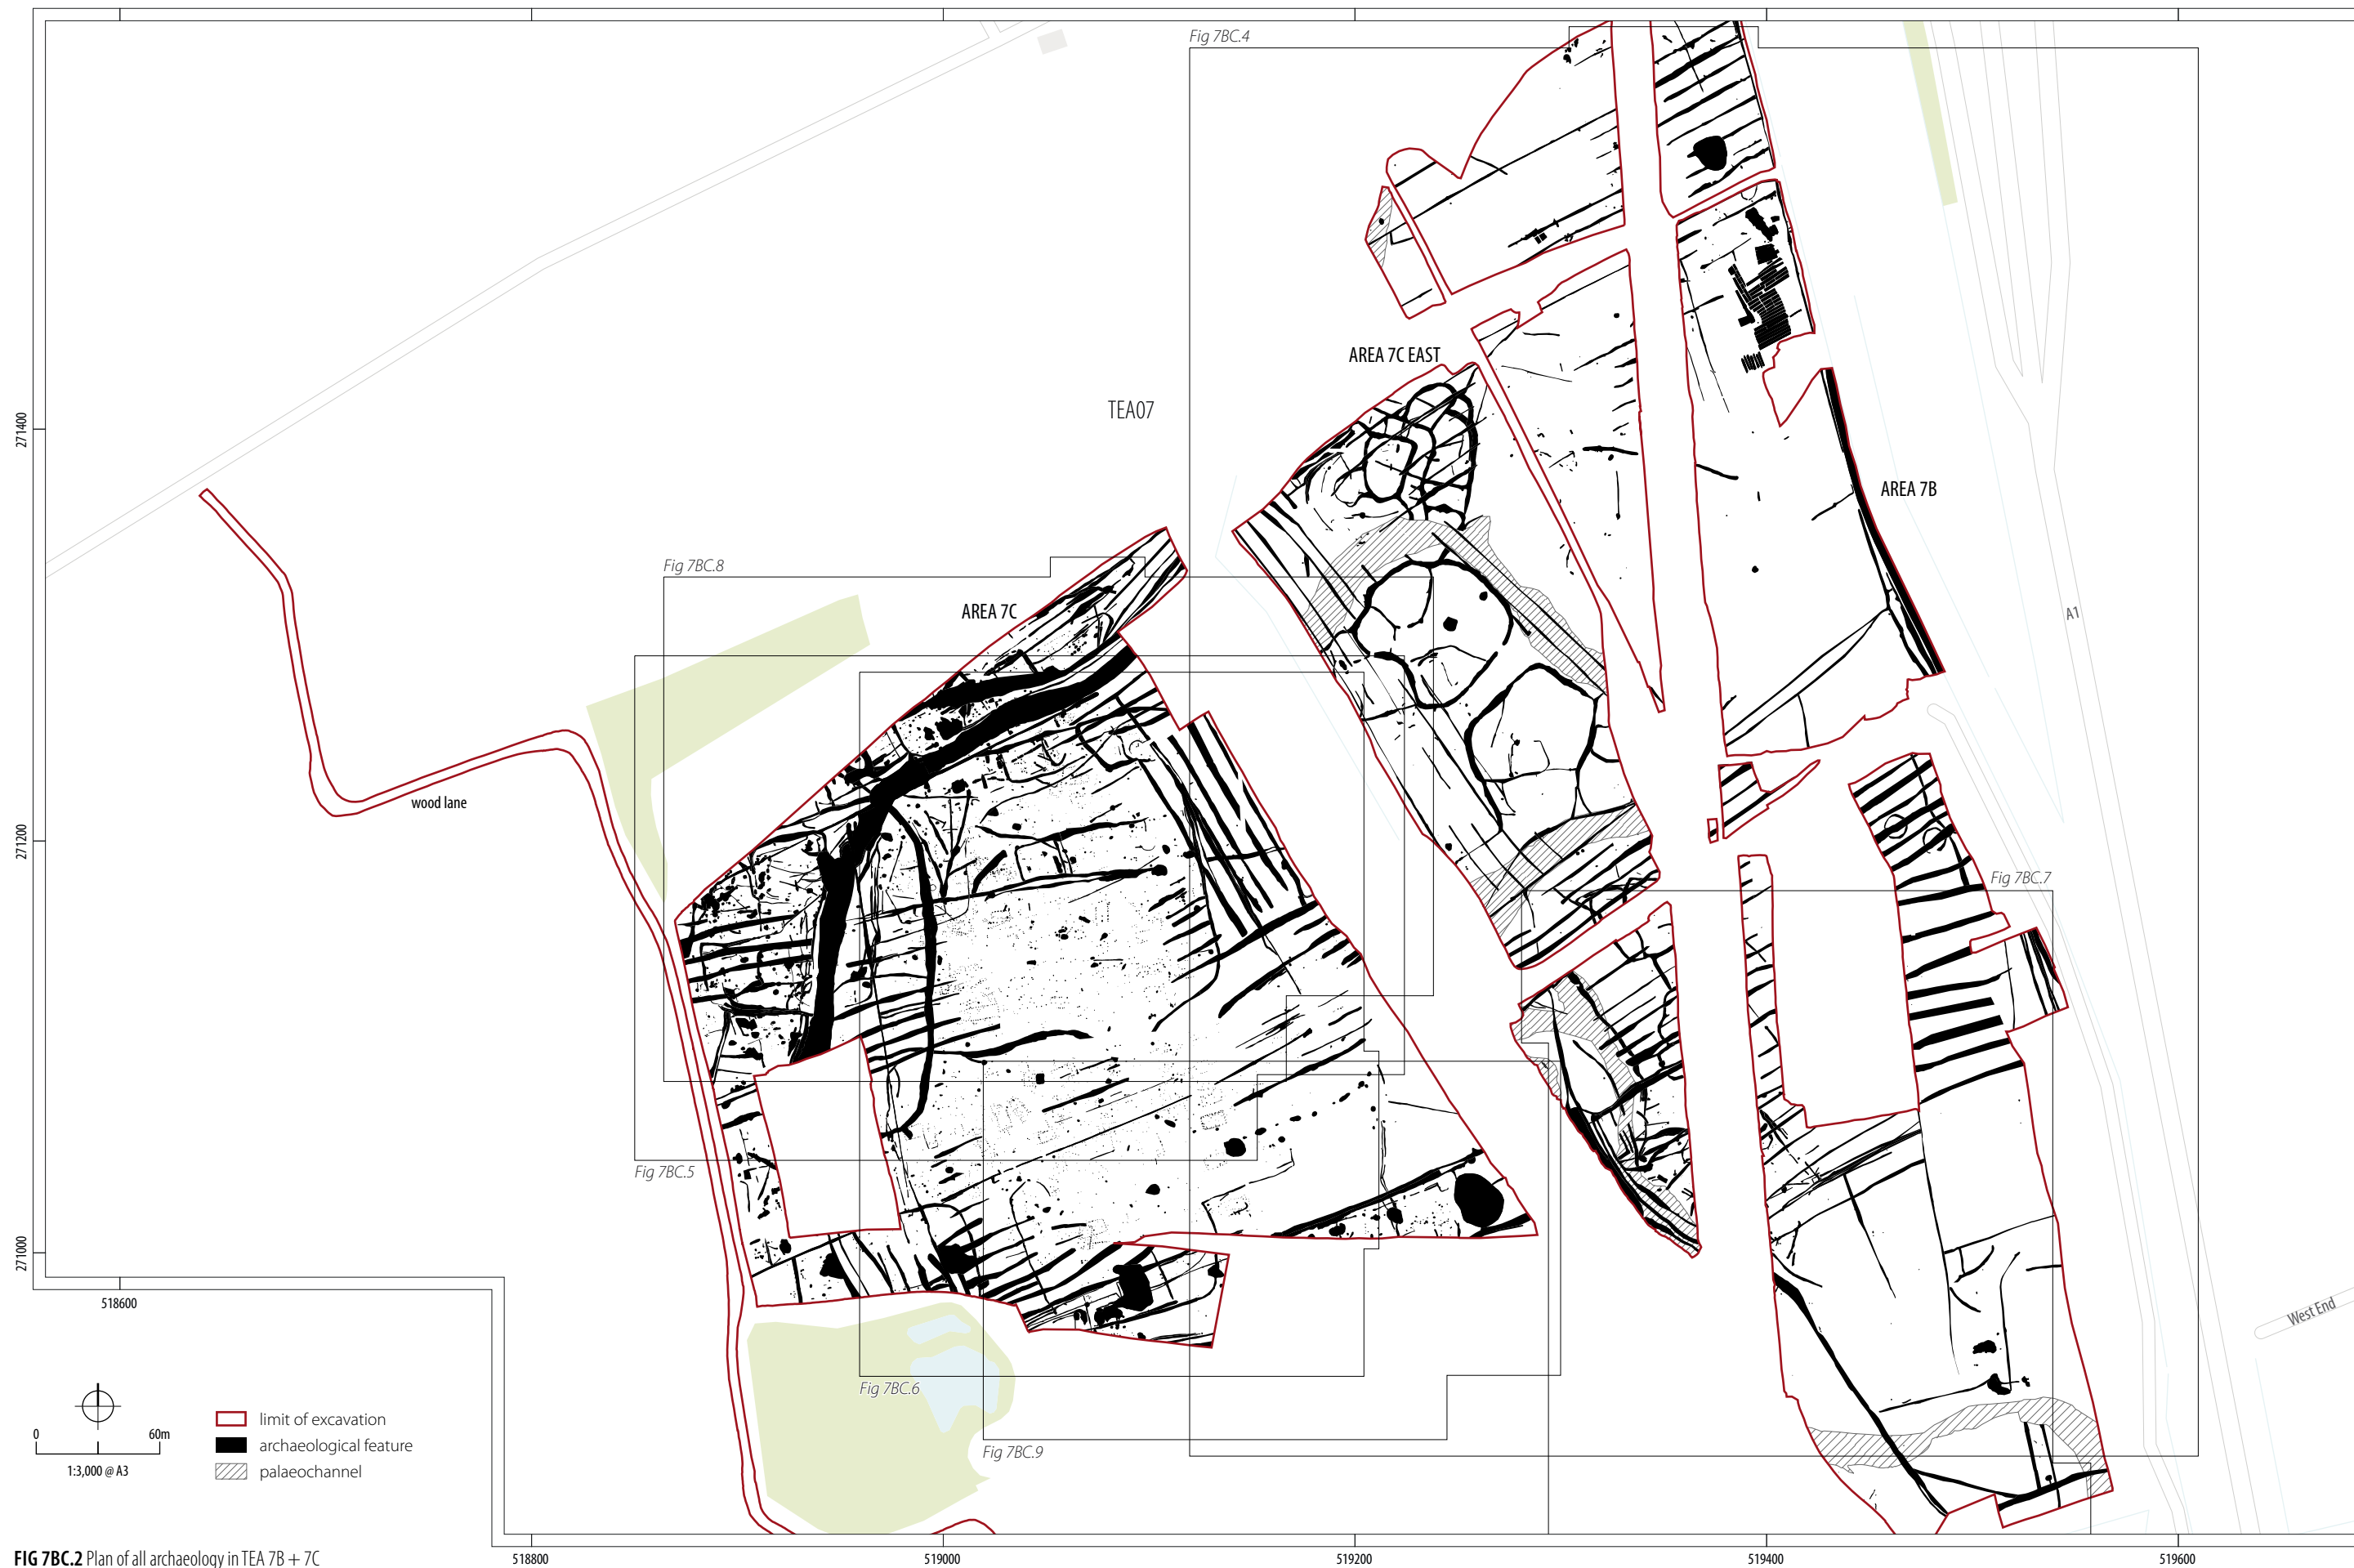 Fig 7BC.4
AREA 7C EAST
TEA07
271400
AREA 7B
Fig 7BC.8
AREA 7C
A1
wood lane
271200
Fig 7BC.7
Fig 7BC.5
271000
518600
West End
Fig 7BC.6
0 60m
1:3,000 @ A3
limit of excavation
archaeological feature
palaeochannel
Fig 7BC.9
FIG 7BC.2 Plan of all archaeology in TEA 7B + 7C
518800 519000 519200 519400 519600